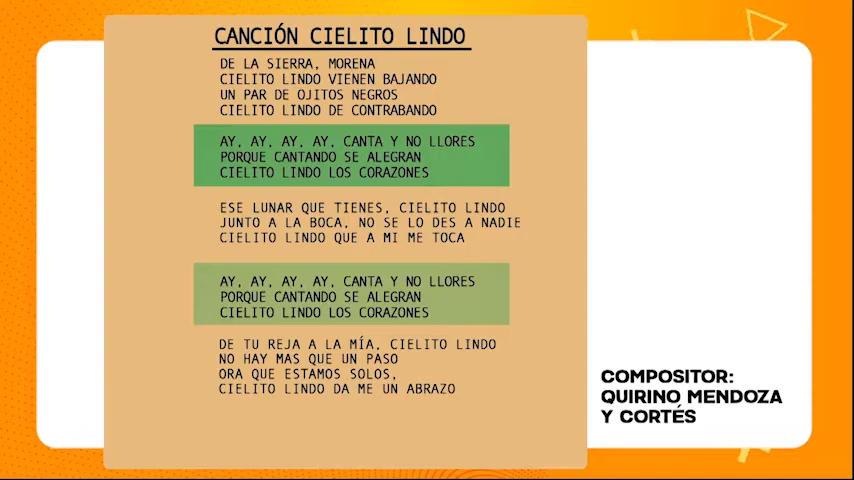 CANCIÓN CIELITO LINDO
DE LA SIERRA, MORENA
CIELITO LINDO VIENEN BAJANDO
UN PAR DE OJITOS NEGROS
CIELITO LINDO DE CONTRABANDO
AY, AY, AY, AY, CANTA Y NO LLORES
PORQUE CANTANDO SE ALEGRAN
CIELITO LINDO LOS CORAZONES
ESE LUNAR QUE TIENES, CIELITO LINDO
JUNTO A LA BOCA, NO SE LO DES A NADIE
CIELITO LINDO QUE A MI ME TOCA
AY, AY, AY, AY, CANTA Y NO LLORES
PORQUE CANTANDO SE ALEGRAN
CIELITO LINDO LOS CORAZONES
DE TU REJA A LA MÍA, CIELITO LINDO
NO HAY MAS QUE UN PASO
ORA QUE ESTAMOS SOLOS,
CIELITO LINDO DA ME UN ABRAZO
COMPOSITOR:
QUIRINO MENDOZA
Y CORTÉS